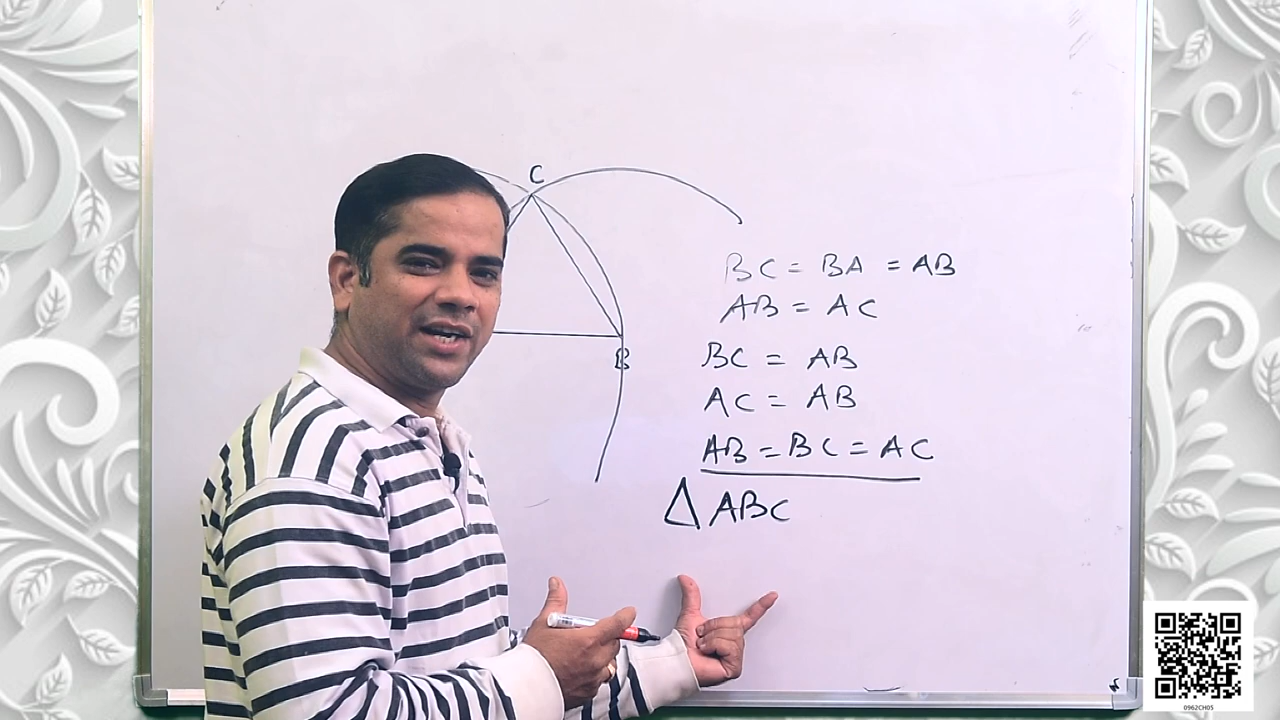 C
B
BC = BA = AB
AB = AC
BC = AB
AC = AB
AB = BC = AC
Δ ABC
0962CH05